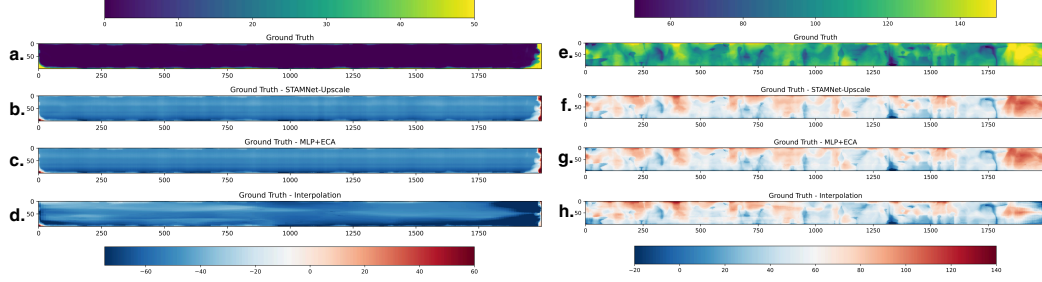 0 10 20 30 40 50
Ground Truth
a.
0
50
0 250 500 750 1000 1250 1500 1750
Ground Truth - STAMNet-Upscale
b.
0
50
0 250 500 750 1000 1250 1500 1750
Ground Truth - MLP+ECA
c.
0
50
0 250 500 750 1000 1250 1500 1750
Ground Truth - Interpolation
d.
0
50
0 250 500 750 1000 1250 1500 1750
−60 −40 −20 0 20 40 60
60 80 100 120 140
Ground Truth
e.
0
50
0 250 500 750 1000 1250 1500 1750
Ground Truth - STAMNet-Upscale
f.
0
50
0 250 500 750 1000 1250 1500 1750
Ground Truth - MLP+ECA
g.
0
50
0 250 500 750 1000 1250 1500 1750
Ground Truth - Interpolation
h.
0
50
0 250 500 750 1000 1250 1500 1750
−20 0 20 40 60 80 100 120 140